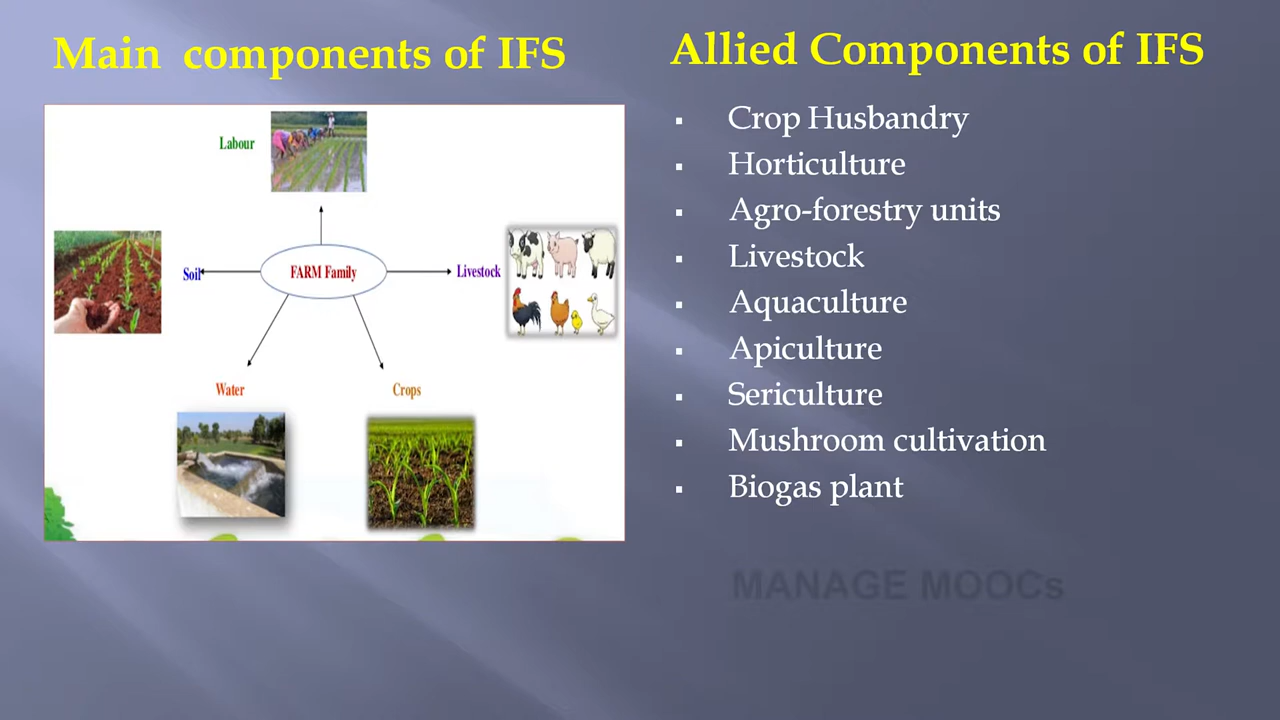 Main components of IFS
Labour
Soil
FARM Family
Livestock
Water
Crops
Allied Components of IFS
▪ Crop Husbandry
▪ Horticulture
▪ Agro-forestry units
▪ Livestock
▪ Aquaculture
▪ Apiculture
▪ Sericulture
▪ Mushroom cultivation
▪ Biogas plant
MANAGE MOOCs